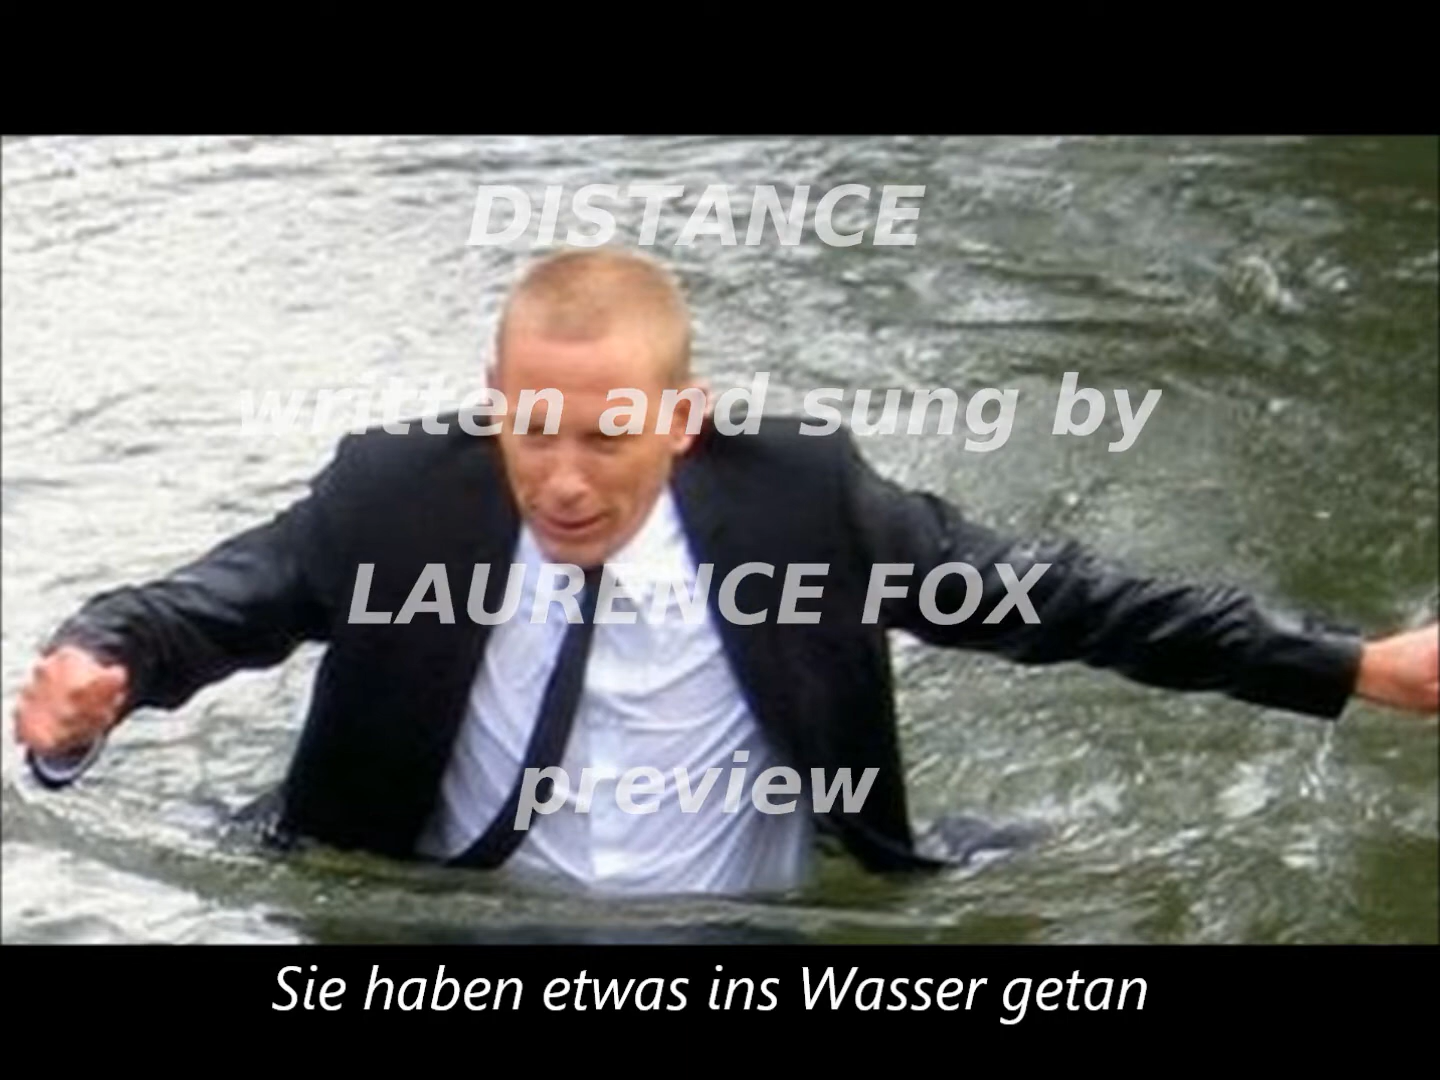 DISTANCE
written and sung by
LAURENCE FOX
preview
Sie haben etwas ins Wasser getan